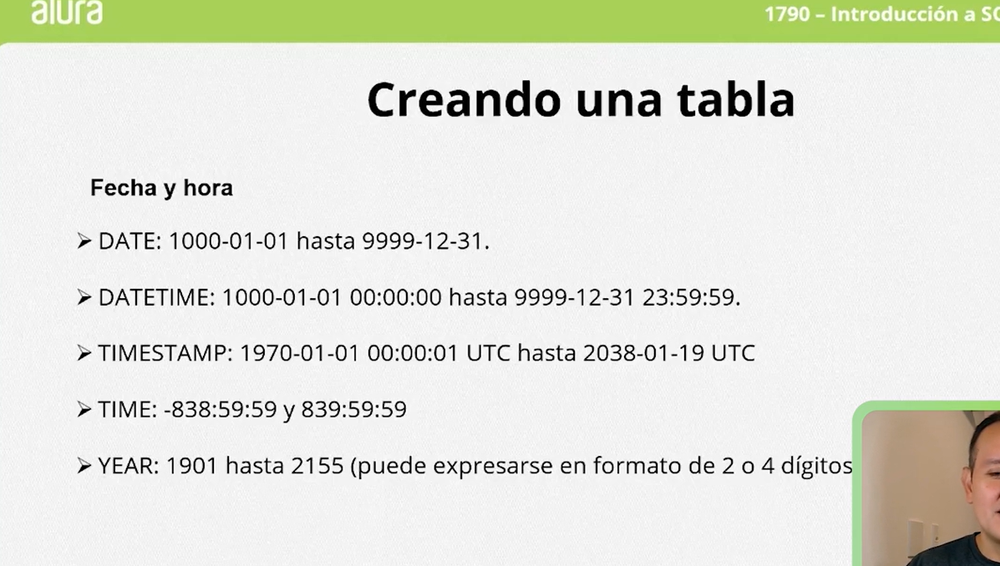 alura
1790 – Introducción a
Creando una tabla
Fecha y hora
➢ DATE: 1000-01-01 hasta 9999-12-31.
➢ DATETIME: 1000-01-01 00:00:00 hasta 9999-12-31 23:59:59.
➢ TIMESTAMP: 1970-01-01 00:00:01 UTC hasta 2038-01-19 UTC
➢ TIME: -838:59:59 y 839:59:59
➢ YEAR: 1901 hasta 2155 (puede expresarse en formato de 2 o 4 dígitos